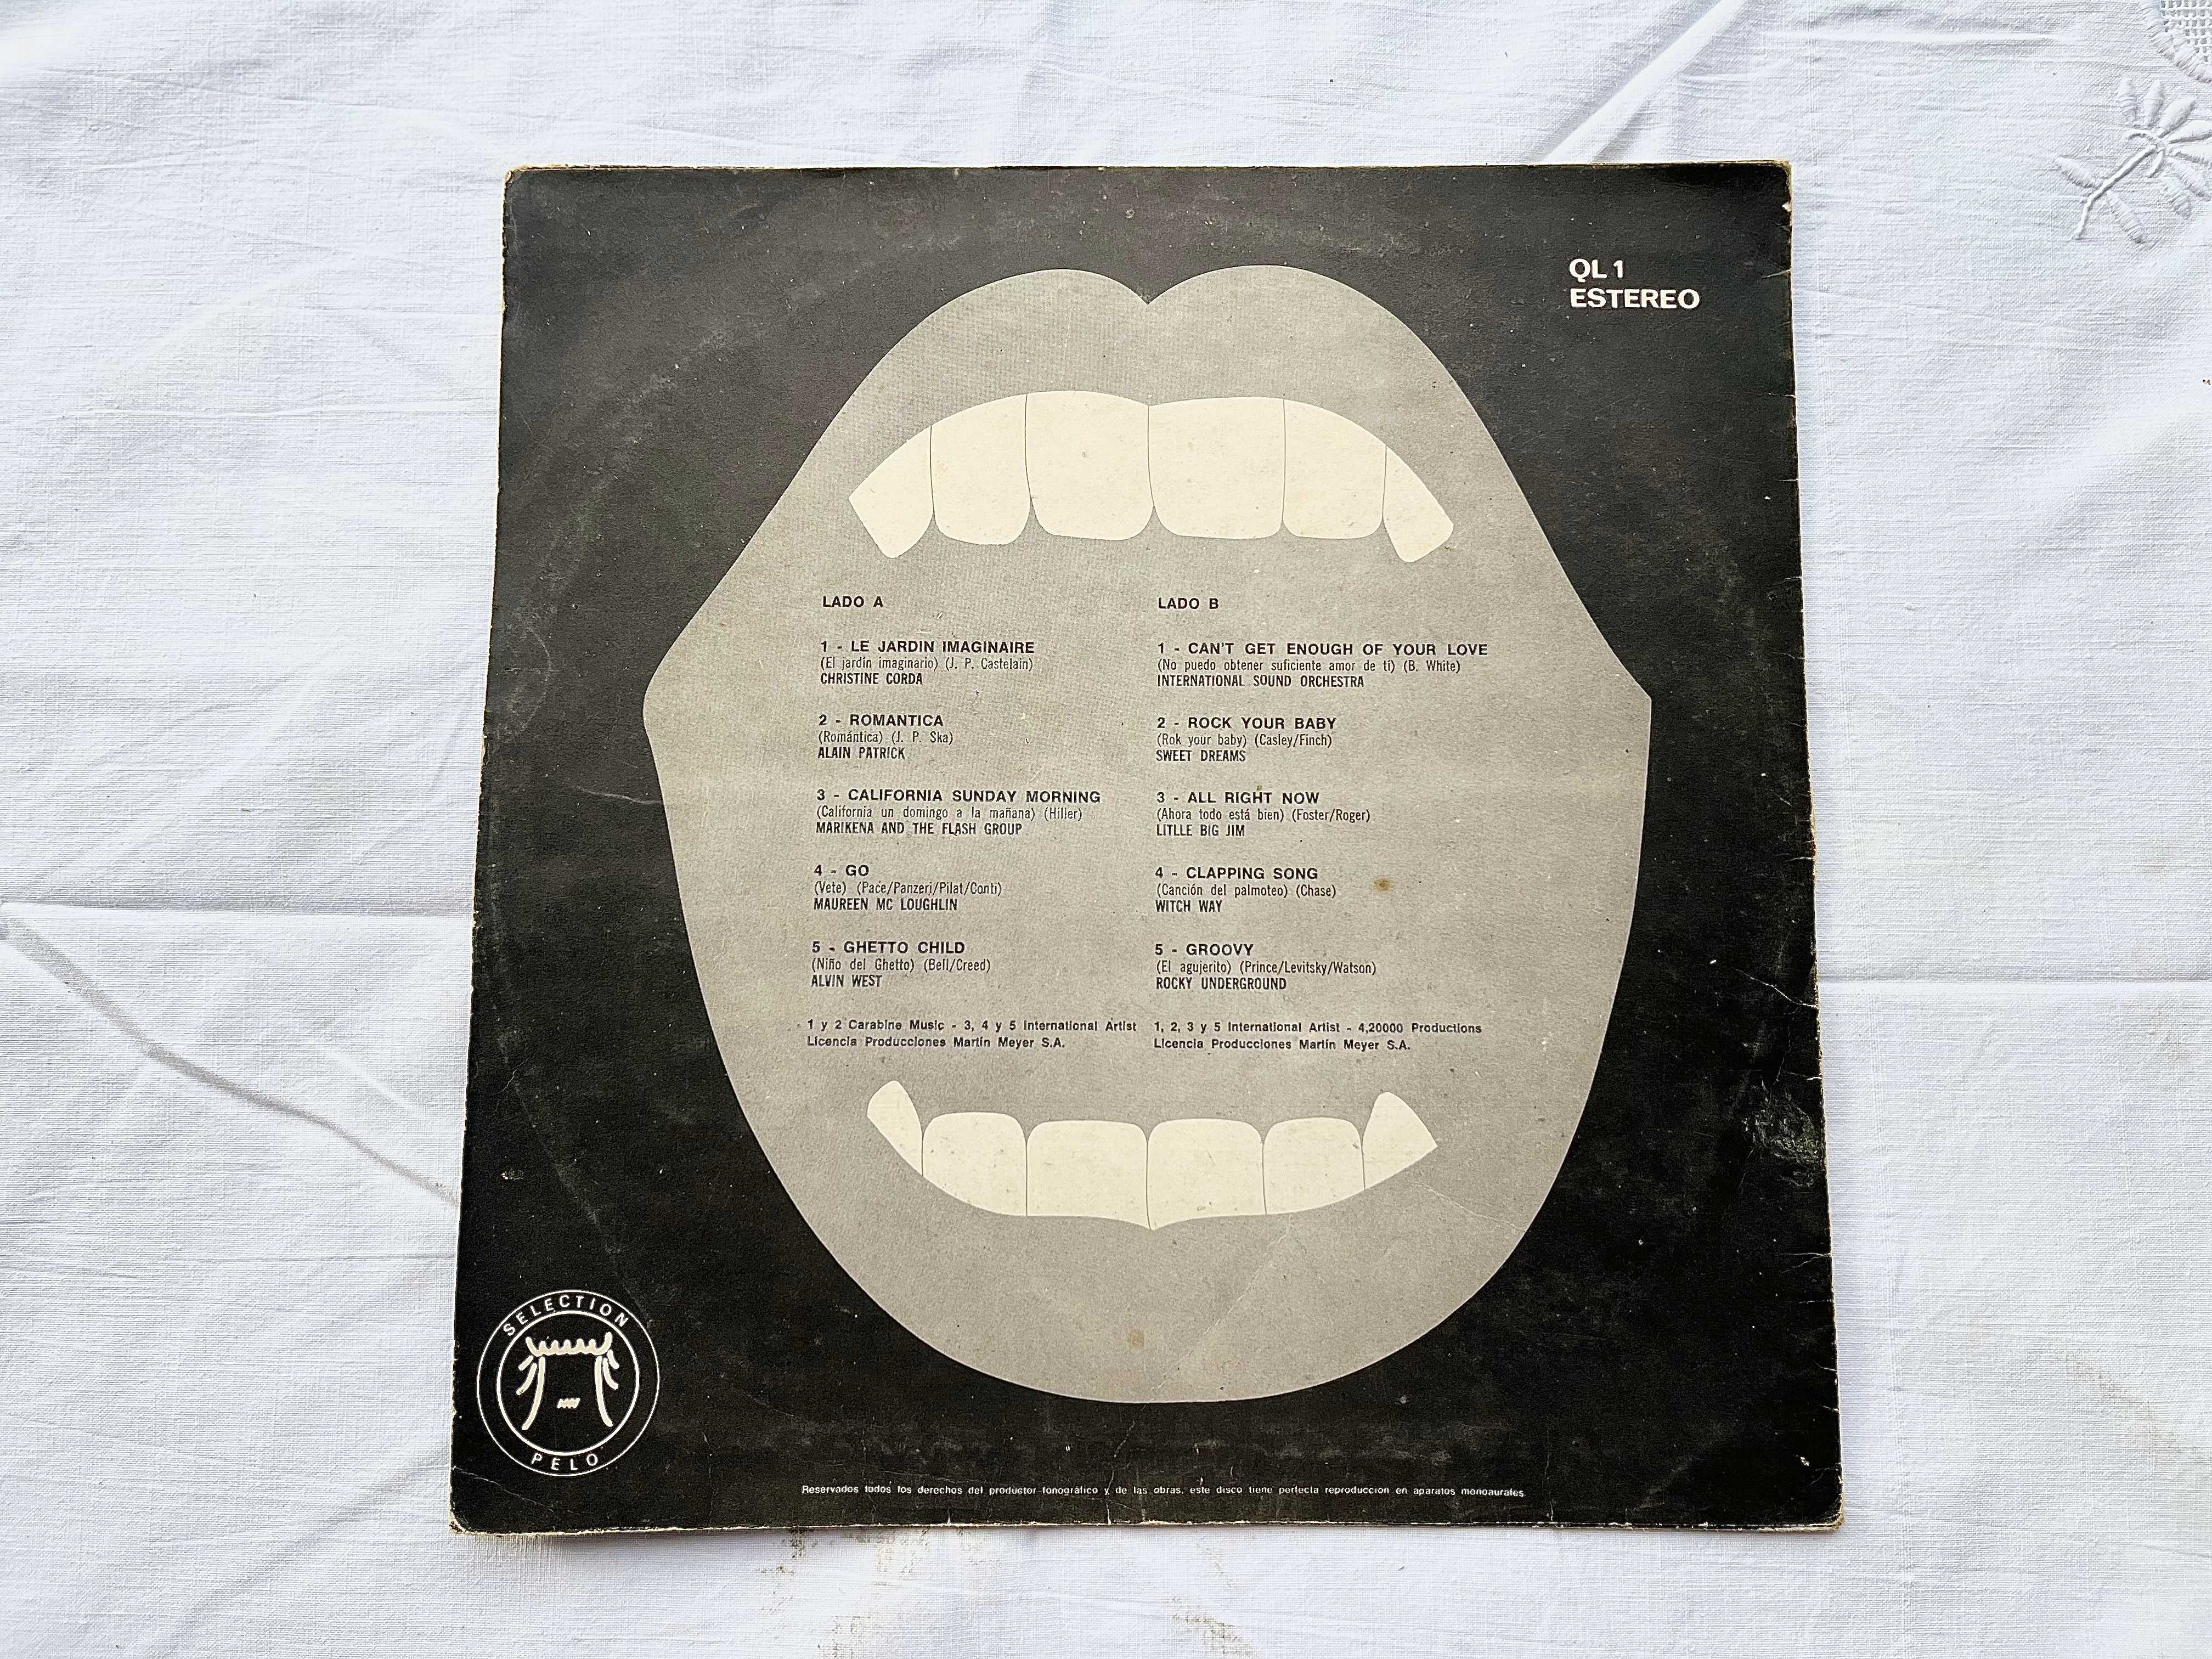 QL 1
ESTEREO
LADO A
1 - LE JARDIN IMAGINAIRE
(El jardín imaginario) (J. P. Castelain)
CHRISTINE CORDA
2 - ROMANTICA
(Romántica) (J. P. Ska)
ALAIN PATRICK
3 - CALIFORNIA SUNDAY MORNING
(California un domingo a la mañana) (Hiller)
MARIKENA AND THE FLASH GROUP
4 - GO
(Vete) (Pace/Panzeri/Pilat/Conti)
MAUREEN MC LOUGHLIN
5 - GHETTO CHILD
(Niño del Ghetto) (Bell/Creed)
ALVIN WEST
1 y 2 Carabine Music - 3, 4 y 5 International Artist
Licencia Producciones Martín Meyer S.A.
LADO B
1 - CAN'T GET ENOUGH OF YOUR LOVE
(No puedo obtener suficiente amor de tí) (B. White)
INTERNATIONAL SOUND ORCHESTRA
2 - ROCK YOUR BABY
(Rok your baby) (Casley/Finch)
SWEET DREAMS
3 - ALL RIGHT NOW
(Ahora todo está bien) (Foster/Roger)
LITLLE BIG JIM
4 - CLAPPING SONG
(Canción del palmoteo) (Chase)
WITCH WAY
5 - GROOVY
(El agujerito) (Prince/Levitsky/Watson)
ROCKY UNDERGROUND
1, 2, 3 y 5 International Artist - 4,20000 Productions
Licencia Producciones Martín Meyer S.A.
SELECTION
PELO
Reservados todos los derechos del productor fonográfico y de las obras. este disco tiene perfecta reproduccion en aparatos monoaurales.